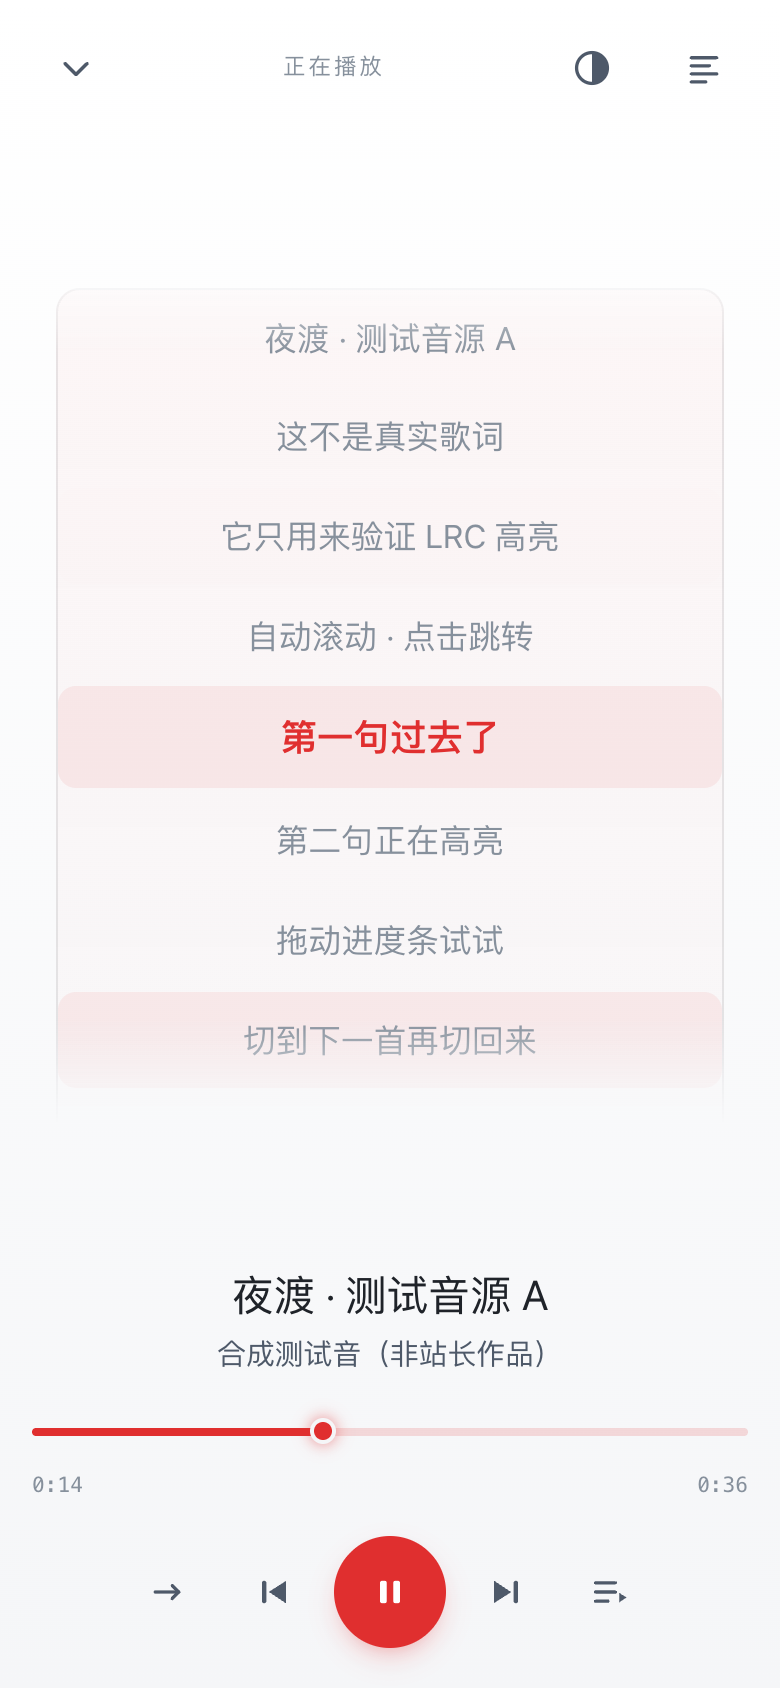 正在播放
夜渡 · 测试音源 A
这不是真实歌词
它只用来验证 LRC 高亮
自动滚动 · 点击跳转
第一句过去了
第二句正在高亮
拖动进度条试试
切到下一首再切回来
夜渡 · 测试音源 A
合成测试音（非站长作品）
0:14
0:36